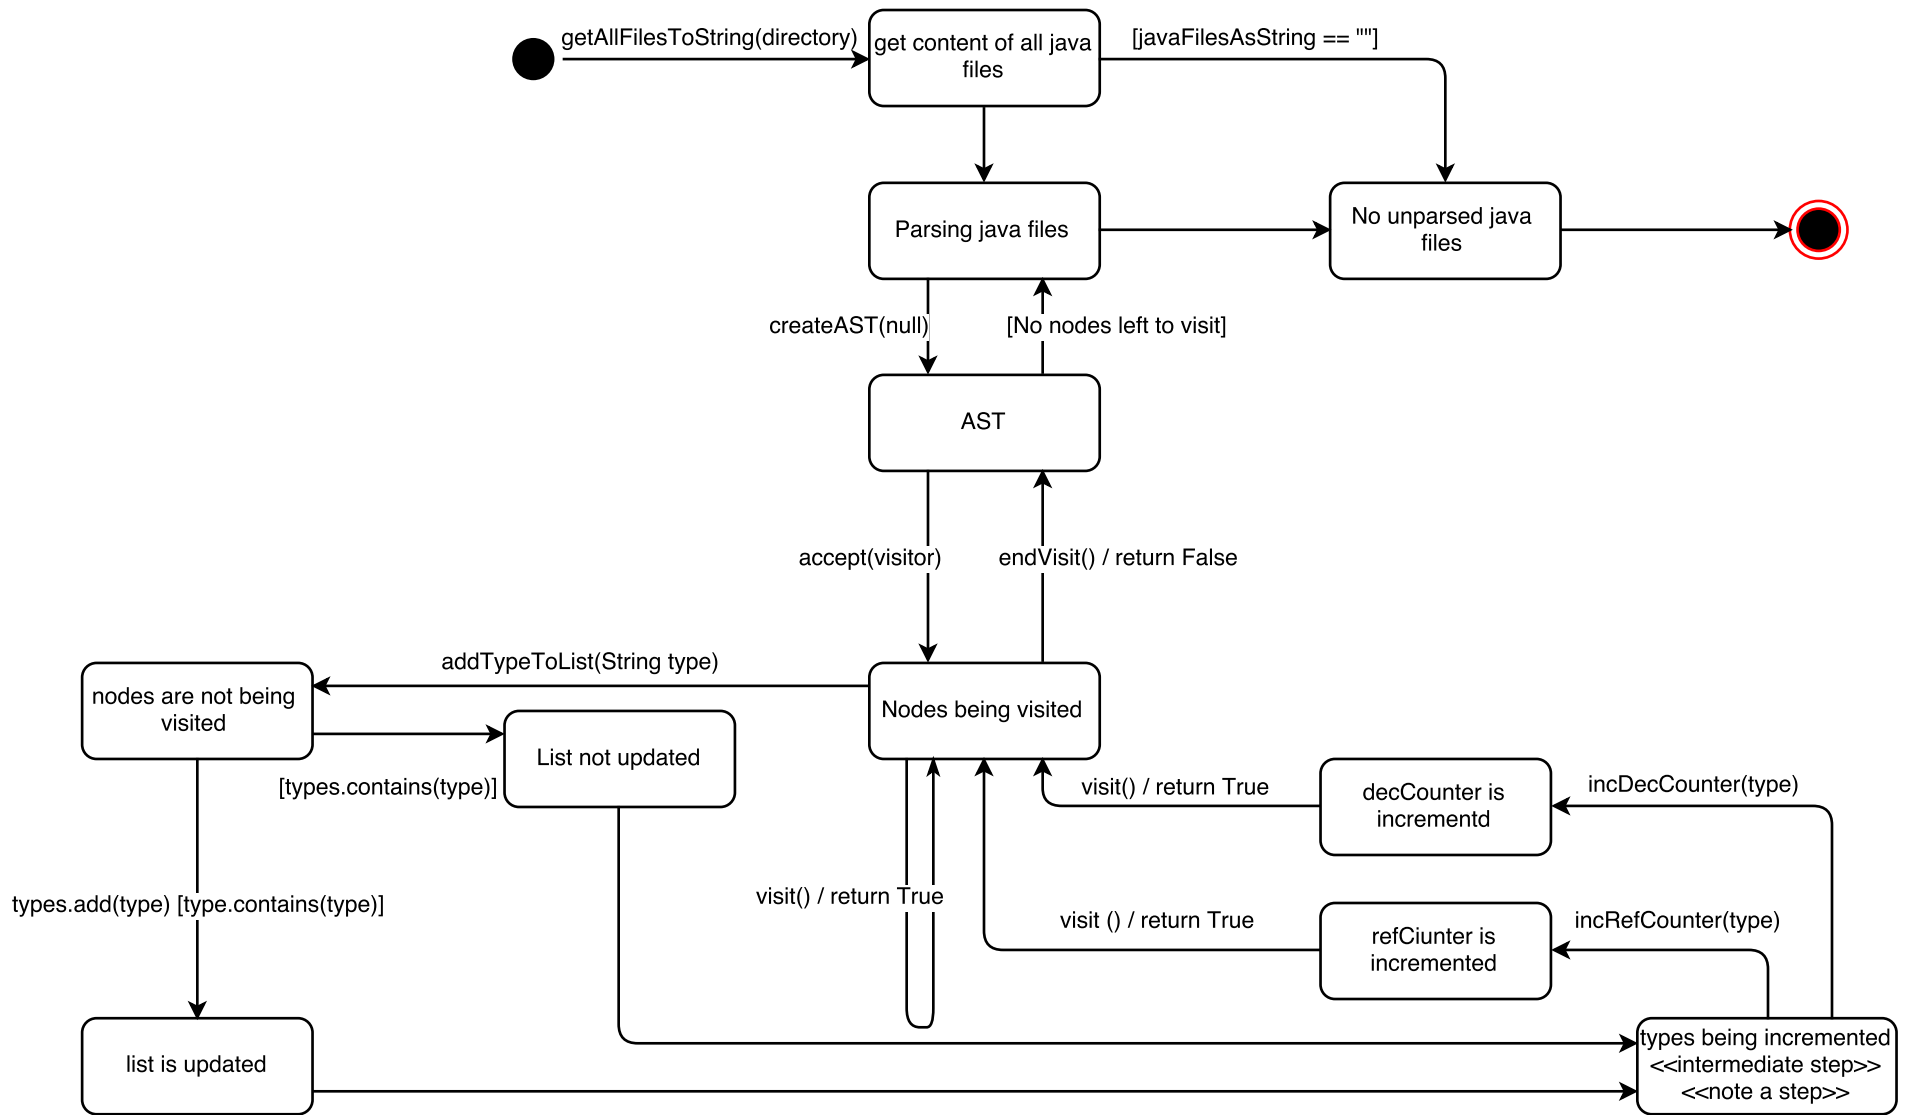 getAllFilesToString(directory)
get content of all java
files
[javaFilesAsString == ""]
Parsing java files
No unparsed java
files
createAST(null)
[No nodes left to visit]
AST
accept(visitor)
endVisit() / return False
addTypeToList(String type)
nodes are not being
visited
Nodes being visited
List not updated
[types.contains(type)]
visit() / return True
decCounter is
incrementd
incDecCounter(type)
types.add(type) [type.contains(type)]
visit() / return True
visit () / return True
refCiunter is
incremented
incRefCounter(type)
list is updated
types being incremented
<<intermediate step>>
<<note a step>>